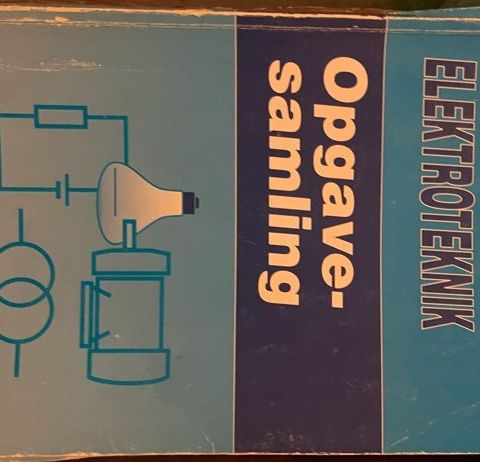 ELEKTROTEKNIK
Opgave-
samling